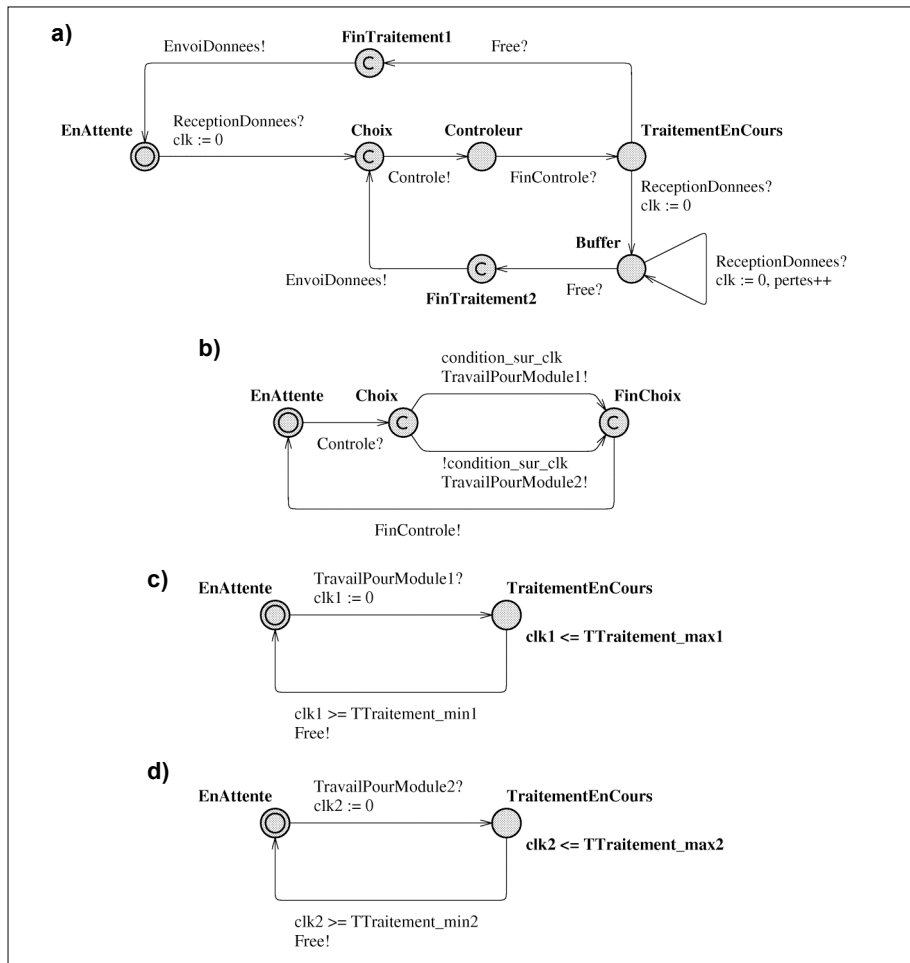 a)
FinTraitement1
EnvoiDonnees!
Free?
C
EnAttente
ReceptionDonnees?
clk := 0
Choix
Controleur
TraitementEnCours
C
Controle!
FinControle?
ReceptionDonnees?
clk := 0
Buffer
ReceptionDonnees?
clk := 0, pertes++
EnvoiDonnees!
C
Free?
FinTraitement2
b)
condition_sur_clk
TravailPourModule1!
EnAttente
Choix
FinChoix
C
C
Controle?
!condition_sur_clk
TravailPourModule2!
FinControle!
c)
EnAttente
TravailPourModule1?
clk1 := 0
TraitementEnCours
clk1 <= TTraitement_max1
clk1 >= TTraitement_min1
Free!
d)
EnAttente
TravailPourModule2?
clk2 := 0
TraitementEnCours
clk2 <= TTraitement_max2
clk2 >= TTraitement_min2
Free!